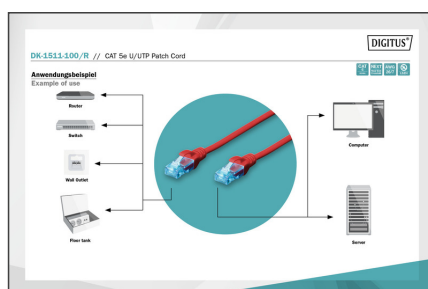 DIGITUS®
DK-1511-100/R // CAT 5e U/UTP Patch Cord
Anwendungsbeispiel
Example of use
Router
Switch
Wall Outlet
Floor tank
Computer
Server